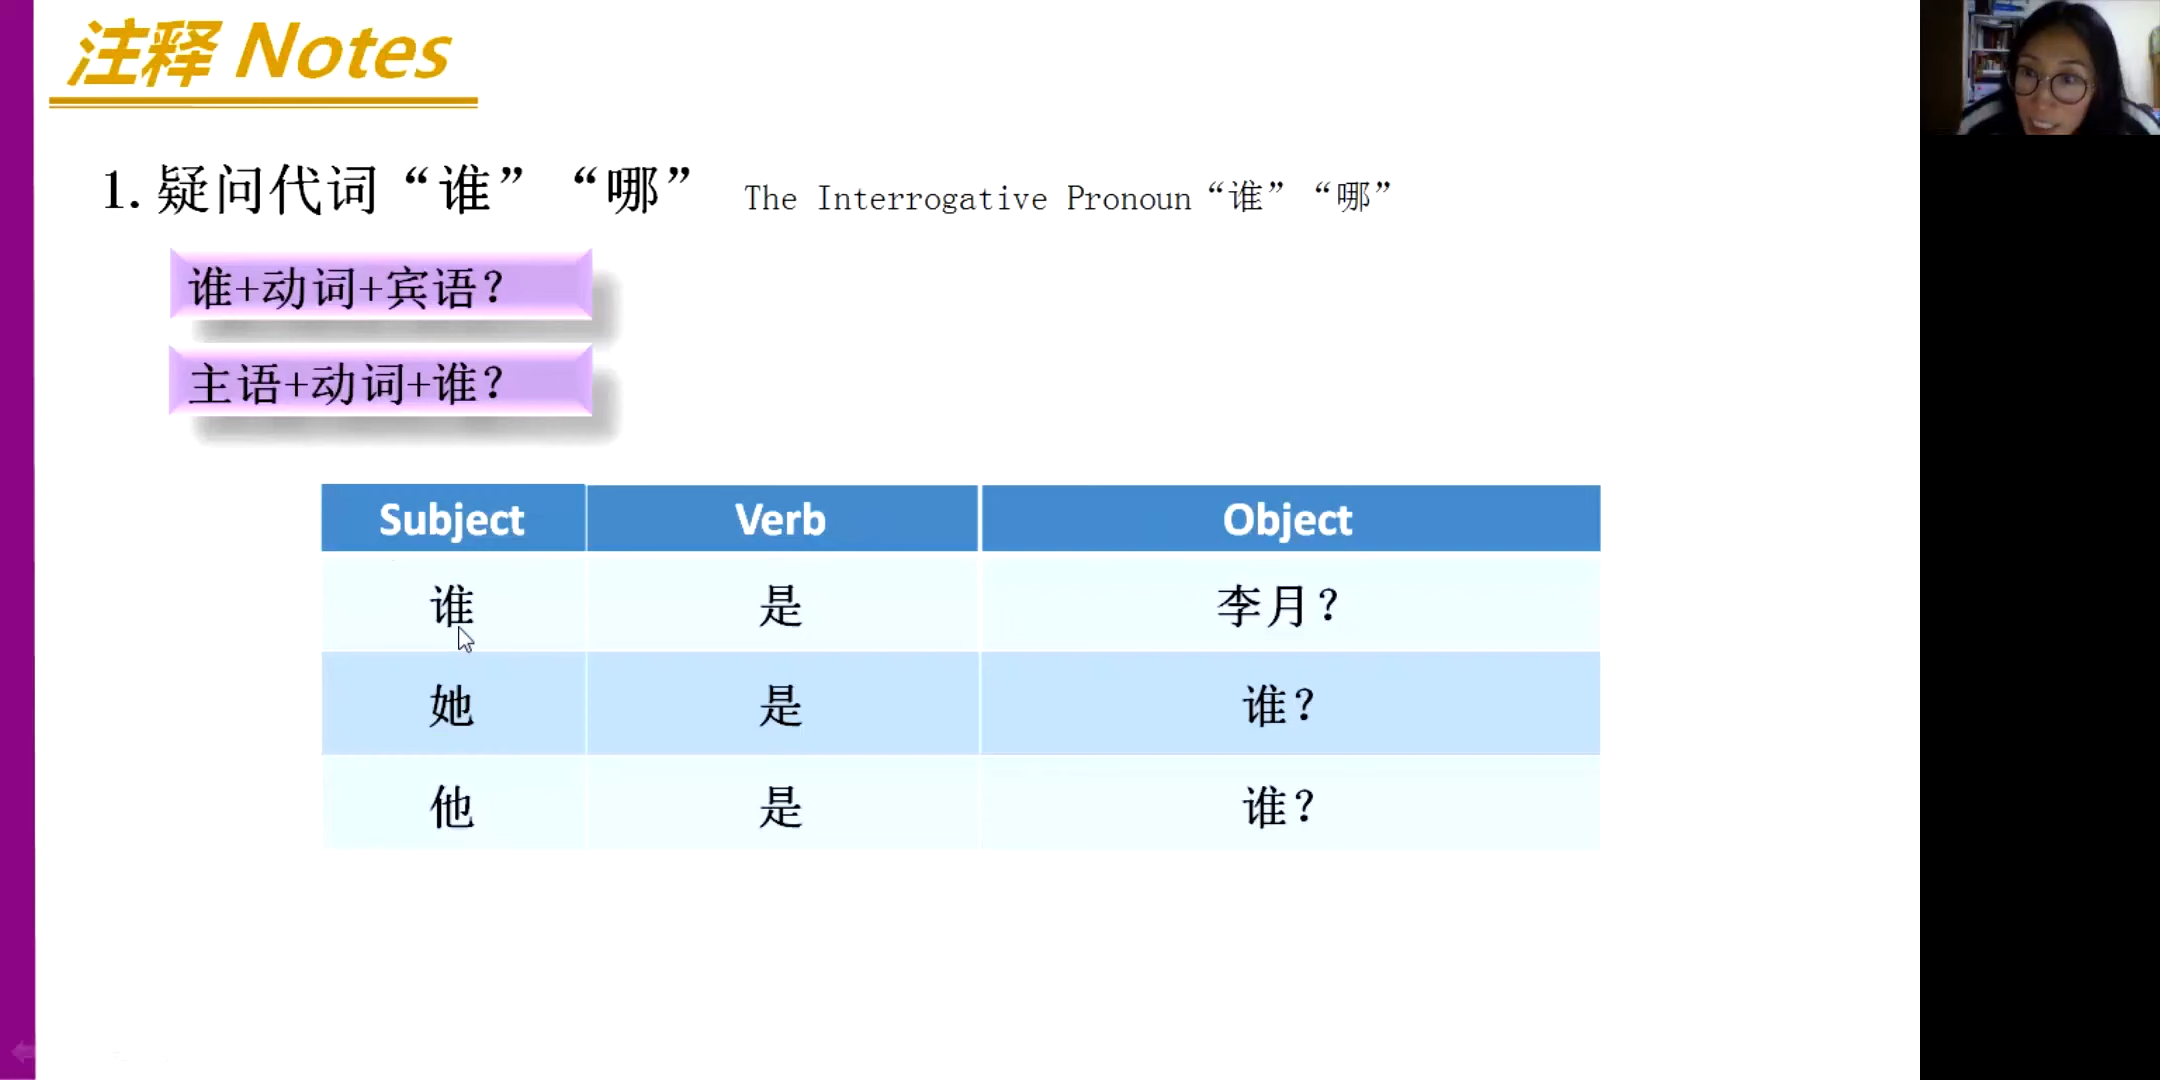 注释 Notes
1. 疑问代词“谁”“哪” The Interrogative Pronoun“谁”“哪”
谁+动词+宾语？
主语+动词+谁？
Subject Verb Object
谁 是 李月？
她 是 谁？
他 是 谁？